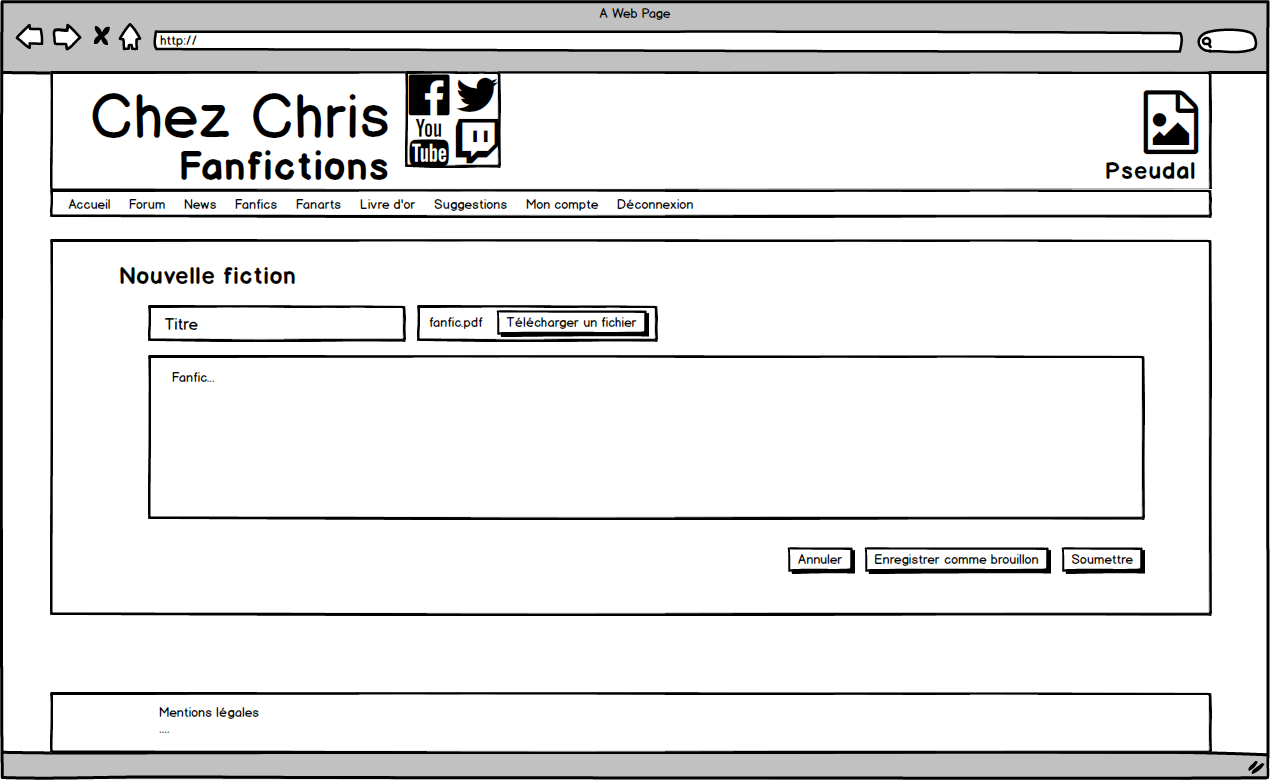 A Web Page
http://
Chez Chris
Fanfictions
You
Tube
Pseudal
Accueil Forum News Fanfics Fanarts Livre d'or Suggestions Mon compte Déconnexion
Nouvelle fiction
Titre
fanfic.pdf Télécharger un fichier
Fanfic...
Annuler Enregistrer comme brouillon Soumettre
Mentions légales
....